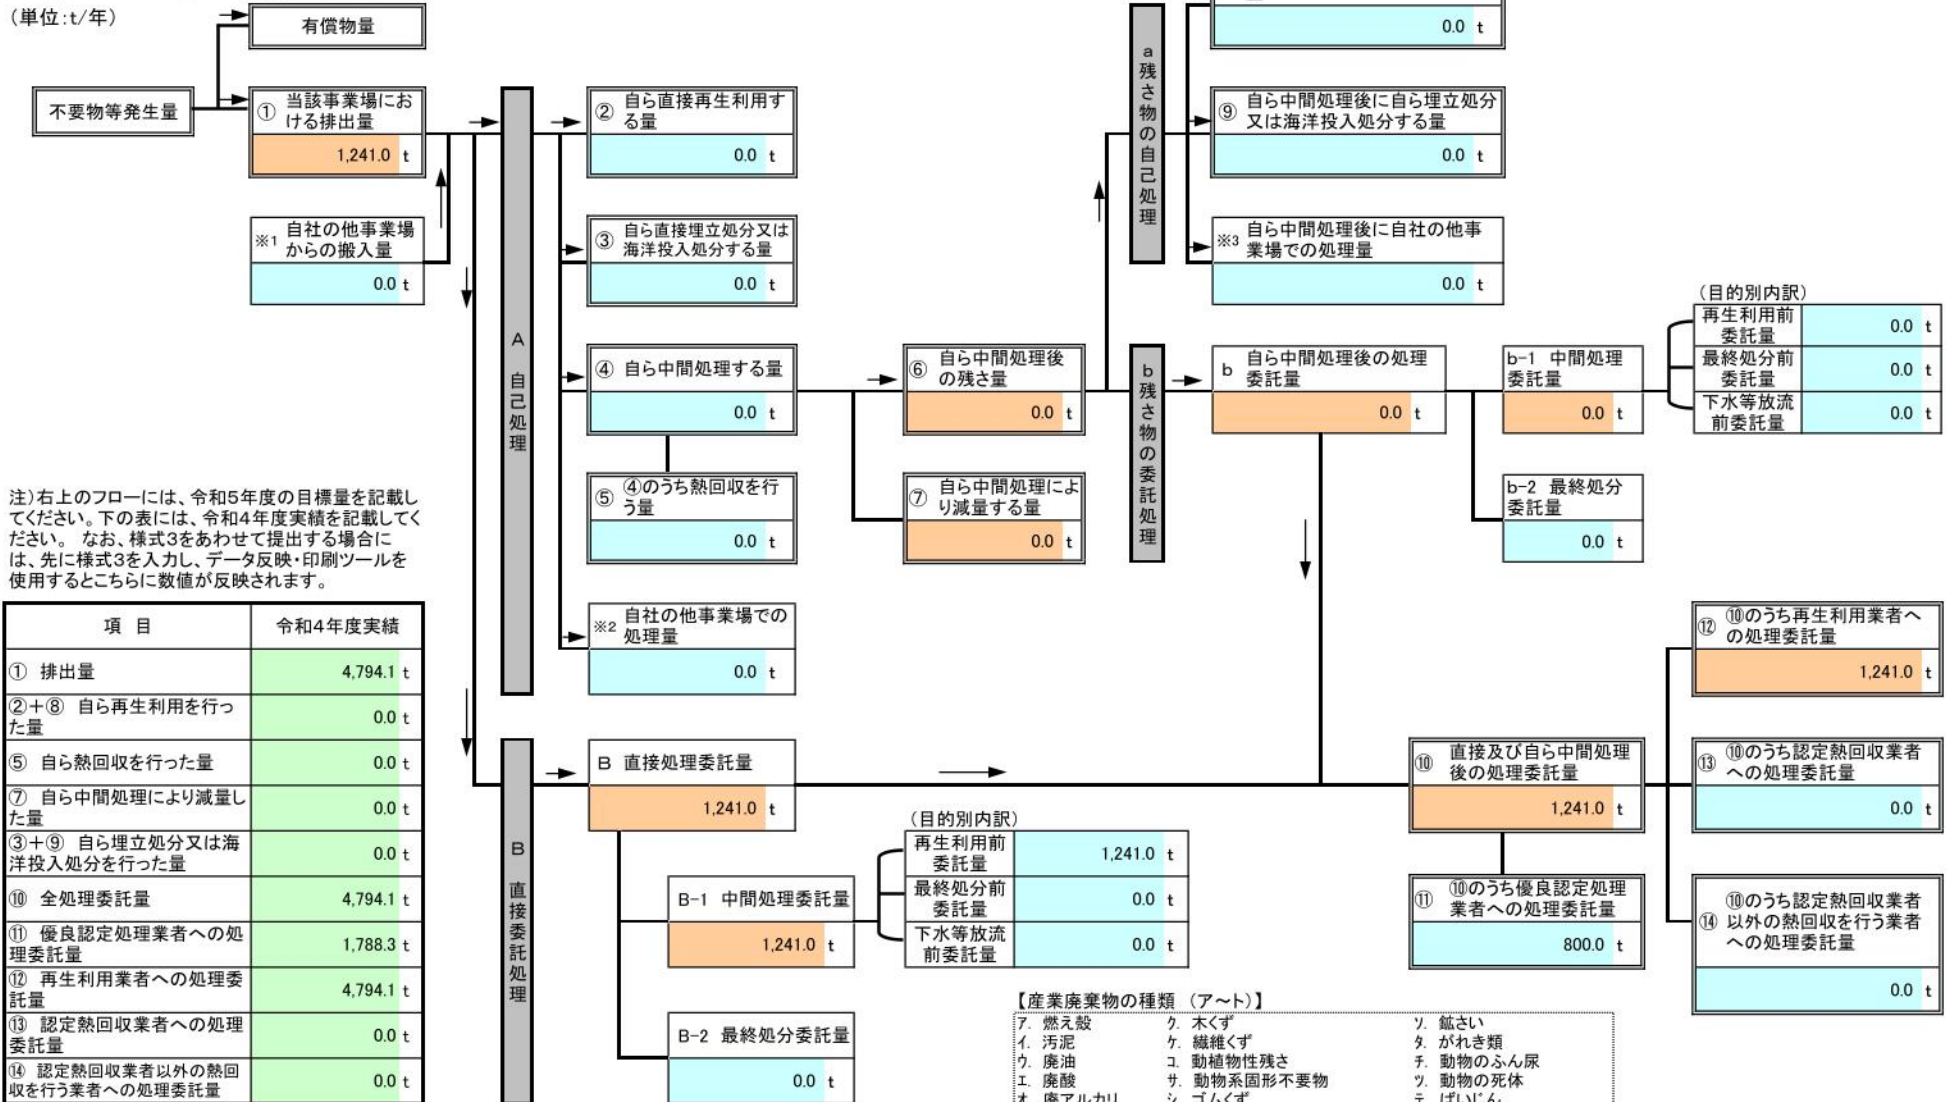 (単位:t/年)
有償物量
不要物等発生量
① 当該事業場にお
ける排出量
1,241.0 t
※1 自社の他事業場
からの搬入量
0.0 t
A 自己処理
② 自ら直接再生利用す
る量
0.0 t
③ 自ら直接埋立処分又は
海洋投入処分する量
0.0 t
④ 自ら中間処理する量
0.0 t
⑤ ④のうち熱回収を行
う量
0.0 t
※2 自社の他事業場での
処理量
0.0 t
⑥ 自ら中間処理後
の残さ量
0.0 t
⑦ 自ら中間処理によ
り減量する量
0.0 t
a 残さ物の自己処理
0.0 t
⑨ 自ら中間処理後に自ら埋立処分
又は海洋投入処分する量
0.0 t
※3 自ら中間処理後に自社の他事
業場での処理量
0.0 t
b 残さ物の委託処理
b 自ら中間処理後の処理
委託量
0.0 t
b-1 中間処理
委託量
0.0 t
(目的別内訳)
再生利用前
委託量
0.0 t
最終処分前
委託量
0.0 t
下水等放流
前委託量
0.0 t
b-2 最終処分
委託量
0.0 t
注)右上のフローには、令和5年度の目標量を記載し
てください。下の表には、令和4年度実績を記載してく
ださい。 なお、様式3をあわせて提出する場合に
は、先に様式3を入力し、データ反映・印刷ツールを
使用するとこちらに数値が反映されます。
項 目 令和4年度実績
① 排出量 4,794.1 t
②+⑧ 自ら再生利用を行っ
た量
0.0 t
⑤ 自ら熱回収を行った量 0.0 t
⑦ 自ら中間処理により減量し
た量
0.0 t
③+⑨ 自ら埋立処分又は海
洋投入処分を行った量
0.0 t
⑩ 全処理委託量 4,794.1 t
⑪ 優良認定処理業者への処
理委託量
1,788.3 t
⑫ 再生利用業者への処理委
託量
4,794.1 t
⑬ 認定熱回収業者への処理
委託量
0.0 t
⑭ 認定熱回収業者以外の熱回
収を行う業者への処理委託量
0.0 t
B 直接委託処理
B 直接処理委託量
1,241.0 t
B-1 中間処理委託量
1,241.0 t
(目的別内訳)
再生利用前
委託量
1,241.0 t
最終処分前
委託量
0.0 t
下水等放流
前委託量
0.0 t
B-2 最終処分委託量
0.0 t
⑩ 直接及び自ら中間処理
後の処理委託量
1,241.0 t
⑪ ⑩のうち優良認定処理
業者への処理委託量
800.0 t
⑫ ⑩のうち再生利用業者へ
の処理委託量
1,241.0 t
⑬ ⑩のうち認定熱回収業者
への処理委託量
0.0 t
⑭ ⑩のうち認定熱回収業者
以外の熱回収を行う業者
への処理委託量
0.0 t
【産業廃棄物の種類 (ア~ト)】
ア. 燃え殻 ク. 木くず ソ. 鉱さい
イ. 汚泥 ケ. 繊維くず タ. がれき類
ウ. 廃油 コ. 動植物性残さ チ. 動物のふん尿
エ. 廃酸 サ. 動物系固形不要物 ツ. 動物の死体
オ. 廃アルカリ シ. ゴムくず テ. ばいじん